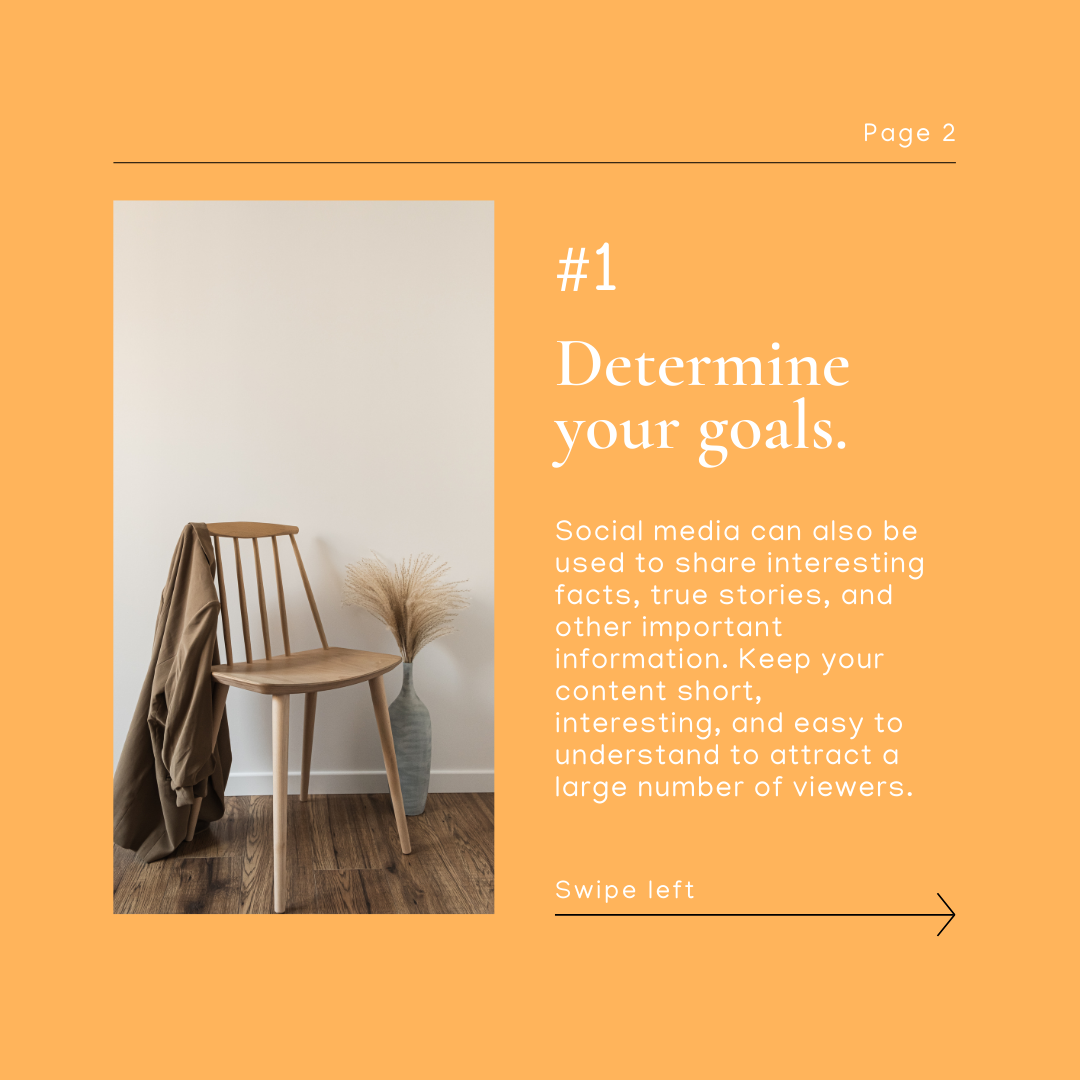 Page 2
#1
Determine
your goals.
Social media can also be
used to share interesting
facts, true stories, and
other important
information. Keep your
content short,
interesting, and easy to
understand to attract a
large number of viewers.
Swipe left